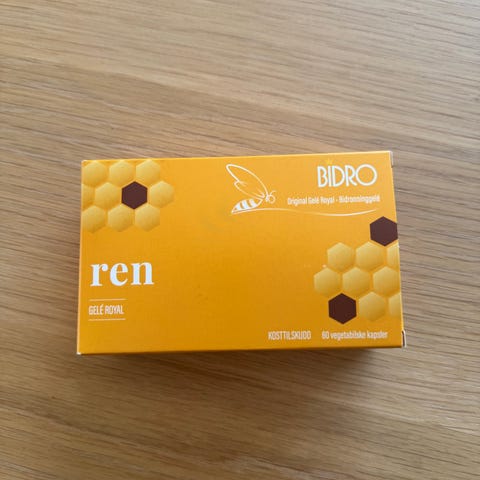 BIDRO
Original Gelé Royal - Bidronninggelé
ren
GELÉ ROYAL
KOSTTILSKUDD 60 vegetabilske kapsler